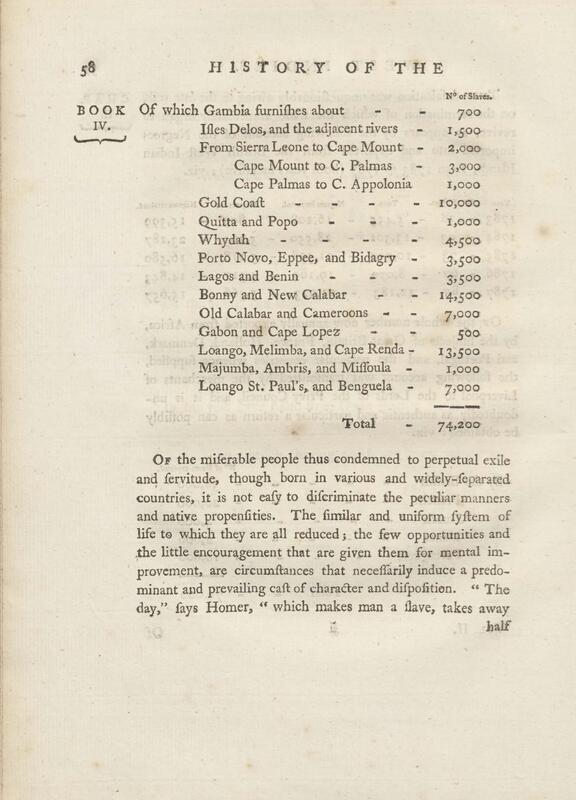 58 HISTORY OF THE
Nº of Slaves.
BOOK Of which Gambia furniſhes about - - 700
IV. Iſles Delos, and the adjacent rivers - 1,500
From Sierra Leone to Cape Mount - 2,000
Cape Mount to C. Palmas - 3,000
Cape Palmas to C. Appolonia 1,000
Gold Coaſt - - - - 10,000
Quitta and Popo - - - 1,000
Whydah - - - - 4,500
Porto Novo, Eppee, and Bidagry - 3,500
Lagos and Benin - - - 3,500
Bonny and New Calabar - - 14,500
Old Calabar and Cameroons - - 7,000
Gabon and Cape Lopez - - 500
Loango, Melimba, and Cape Renda - 13,500
Majumba, Ambris, and Miſſoula - 1,000
Loango St. Paul's, and Benguela - 7,000
Total - 74,200
Of the miſerable people thus condemned to perpetual exile
and ſervitude, though born in various and widely-ſeparated
countries, it is not eaſy to diſcriminate the peculiar manners
and native propenſities. The ſimilar and uniform ſyſtem of
life to which they are all reduced; the few opportunities and
the little encouragement that are given them for mental im-
provement, are circumſtances that neceſſarily induce a predo-
minant and prevailing caſt of character and diſpoſition. "The
day," ſays Homer, "which makes man a ſlave, takes away
half